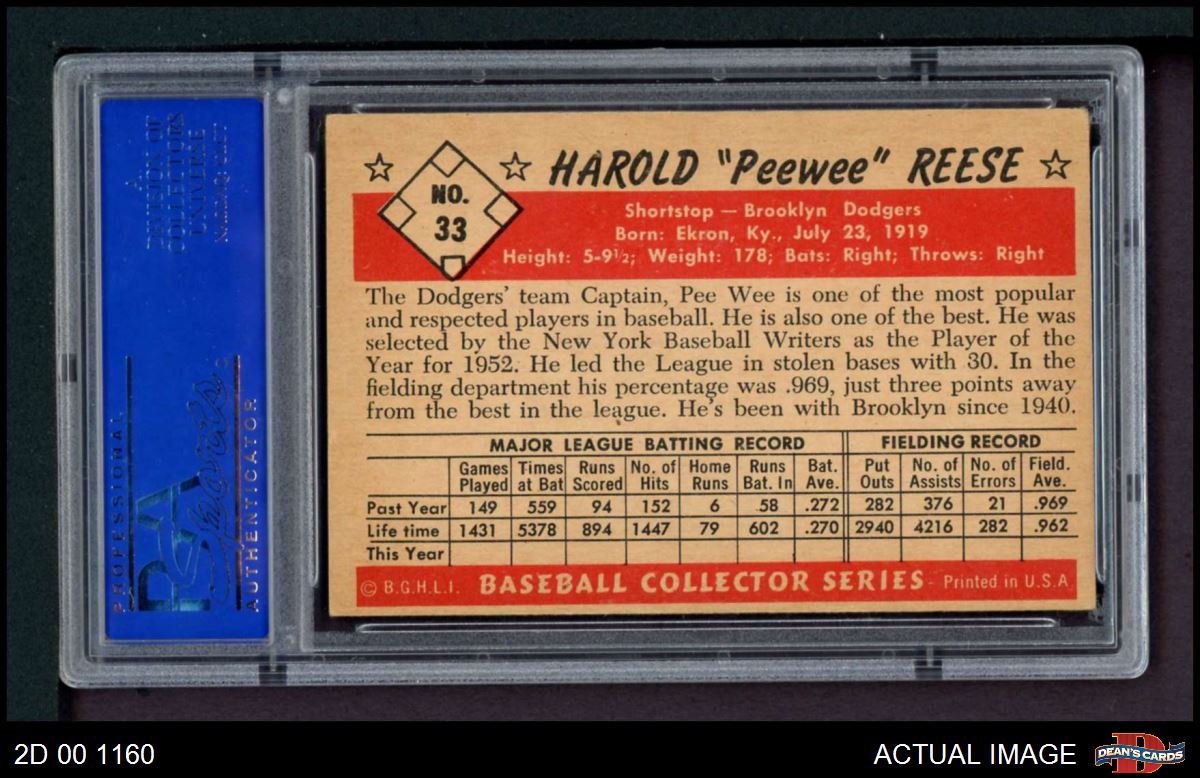 A
DIVISION OF
COLLECTORS
UNIVERSE
NASDAQ: CLCT
PROFESSIONAL
PSA
Sports
AUTHENTICATOR
NO.
33
HAROLD "Peewee" REESE
Shortstop — Brooklyn Dodgers
Born: Ekron, Ky., July 23, 1919
Height: 5-9½; Weight: 178; Bats: Right; Throws: Right
The Dodgers' team Captain, Pee Wee is one of the most popular
and respected players in baseball. He is also one of the best. He was
selected by the New York Baseball Writers as the Player of the
Year for 1952. He led the League in stolen bases with 30. In the
fielding department his percentage was .969, just three points away
from the best in the league. He's been with Brooklyn since 1940.
MAJOR LEAGUE BATTING RECORD FIELDING RECORD
Games Times Runs No. of Home Runs Bat. Put No. of No. of Field.
Played at Bat Scored Hits Runs Bat. In Ave. Outs Assists Errors Ave.
Past Year 149 559 94 152 6 58 .272 282 376 21 .969
Life time 1431 5378 894 1447 79 602 .270 2940 4216 282 .962
This Year
© B.G.H.L.I. BASEBALL COLLECTOR SERIES - Printed in U.S.A.
2D 00 1160
ACTUAL IMAGE
D
DEAN'S CARDS